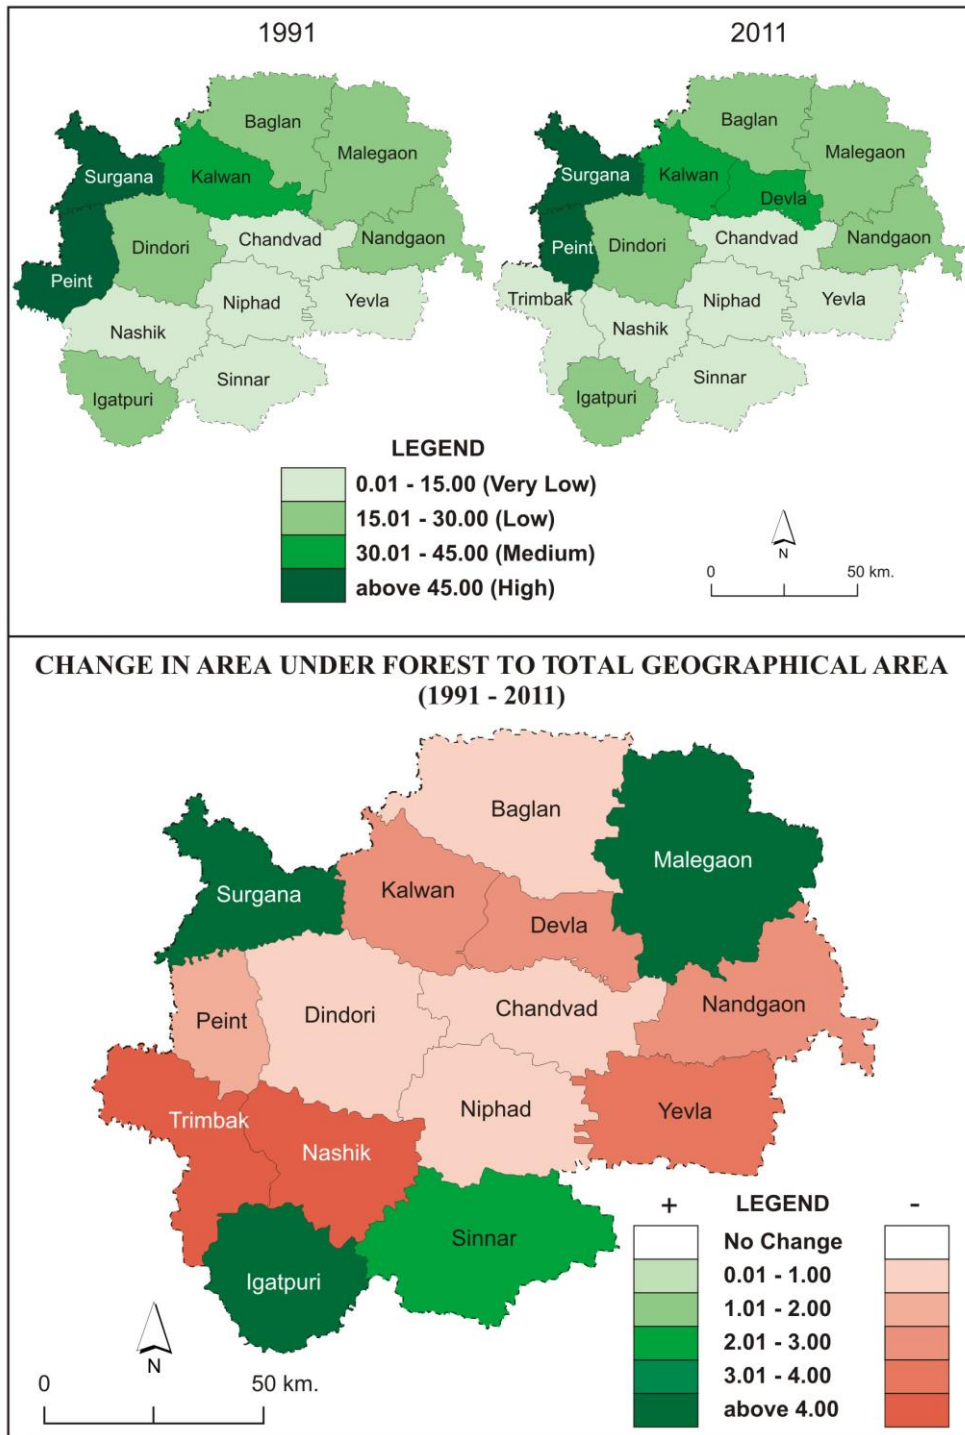 1991
2011
Baglan
Malegaon
Surgana
Kalwan
Dindori
Chandvad
Nandgaon
Peint
Niphad
Yevla
Nashik
Igatpuri
Sinnar
Baglan
Malegaon
Surgana
Kalwan
Devla
Peint
Dindori
Chandvad
Nandgaon
Trimbak
Niphad
Yevla
Nashik
Igatpuri
Sinnar
LEGEND
0.01 - 15.00 (Very Low)
15.01 - 30.00 (Low)
30.01 - 45.00 (Medium)
above 45.00 (High)
N
0 50 km.
CHANGE IN AREA UNDER FOREST TO TOTAL GEOGRAPHICAL AREA
(1991 - 2011)
Baglan
Malegaon
Surgana
Kalwan
Devla
Peint
Dindori
Chandvad
Nandgaon
Trimbak
Niphad
Yevla
Nashik
Sinnar
Igatpuri
+ LEGEND -
No Change
0.01 - 1.00
1.01 - 2.00
2.01 - 3.00
3.01 - 4.00
above 4.00
N
0 50 km.